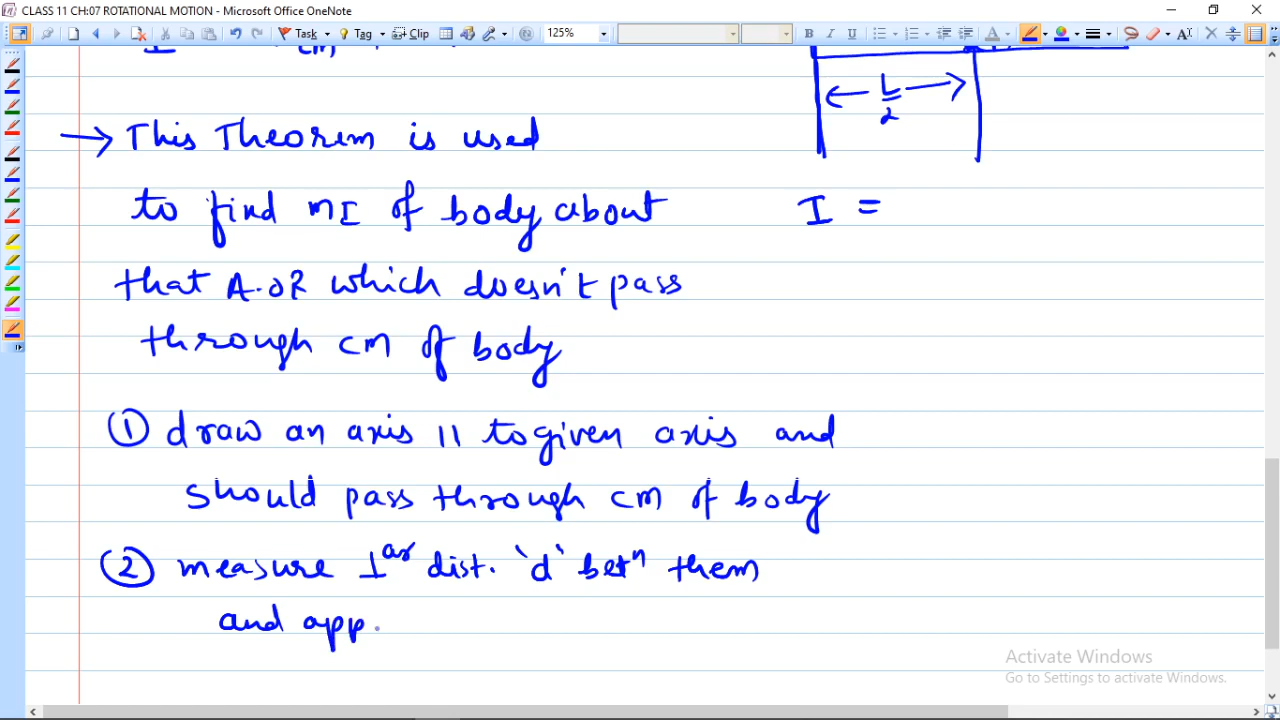 CLASS 11 CH:07 ROTATIONAL MOTION - Microsoft Office OneNote
Task Tag Clip 125%
cm
L/2
→ This Theorem is used
to find MI of body about
I =
that A.OR which doesn't pass
through CM of body
① draw an axis || to given axis and
should pass through CM of body
② measure ⊥ar dist. 'd' betn them
and app
Activate Windows
Go to Settings to activate Windows.